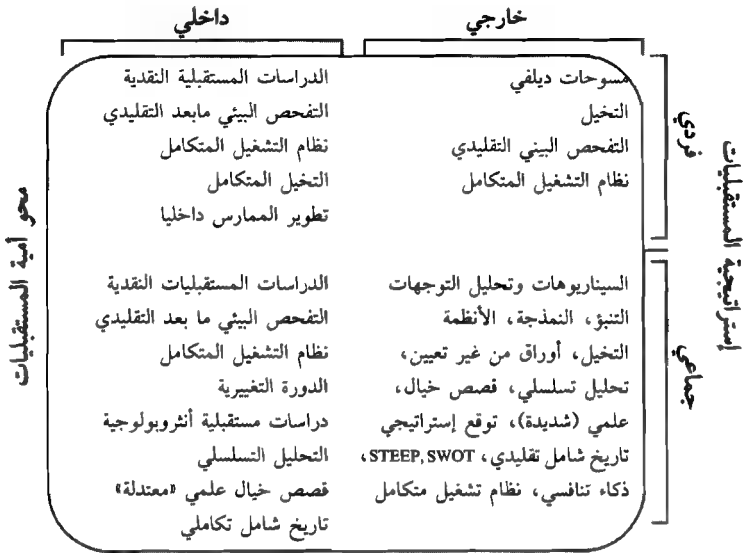 خارجي
داخلي
إستراتيجية المستقبليات
فردي
مسوحات ديلفي
التخيل
التفحص البيني التقليدي
نظام التشغيل المتكامل
الدراسات المستقبلية النقدية
التفحص البيئي مابعد التقليدي
نظام التشغيل المتكامل
التخيل المتكامل
تطوير الممارس داخليا
جماعي
السيناريوهات وتحليل التوجهات
التنبؤ، النمذجة، الأنظمة
التخيل، أوراق من غير تعيين،
تحليل تسلسلي، قصص خيال،
علمي (شديدة)، توقع إستراتيجي
تاريخ شامل تقليدي، STEEP, SWOT،
ذكاء تنافسي، نظام تشغيل متكامل
الدراسات المستقبليات النقدية
التفحص البيئي ما بعد التقليدي
نظام التشغيل المتكامل
الدورة التغييرية
دراسات مستقبلية أنثروبولوجية
التحليل التسلسلي
قصص خيال علمي «معتدلة»
تاريخ شامل تكاملي
محو أمية المستقبليات